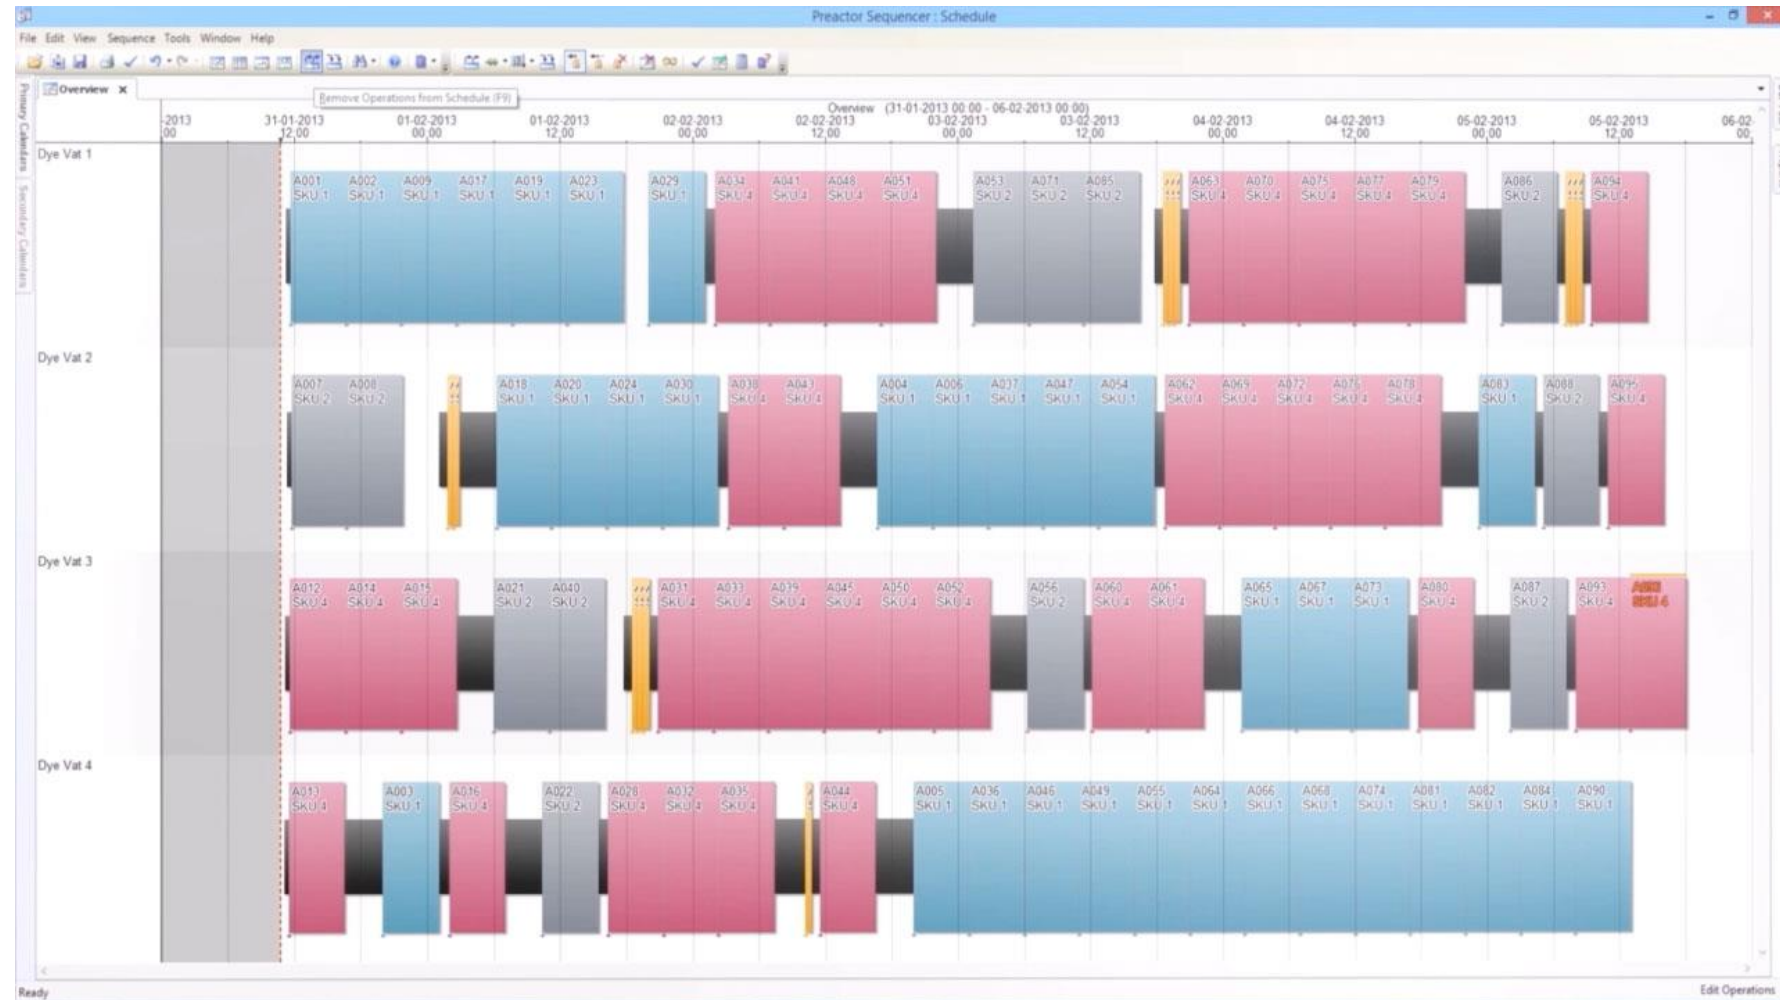 Preactor Sequencer : Schedule
File Edit View Sequence Tools Window Help
Overview X
Remove Operations from Schedule (F9)
Overview (31-01-2013 00:00 - 06-02-2013 00:00)
-2013 31-01-2013 01-02-2013 01-02-2013 02-02-2013 02-02-2013 03-02-2013 03-02-2013 04-02-2013 04-02-2013 05-02-2013 05-02-2013 06-02-
00 12,00 00,00 12,00 00,00 12,00 00,00 12,00 00,00 12,00 00,00 12,00 00,
Primary Calendars
Secondary Calendars
Dye Vat 1
A001 A002 A009 A017 A019 A023 A029 A034 A041 A048 A051 A053 A071 A085 A063 A070 A075 A077 A079 A086 A094
SKU 1 SKU 1 SKU 1 SKU 1 SKU 1 SKU 1 SKU 1 SKU 4 SKU 4 SKU 4 SKU 4 SKU 2 SKU 2 SKU 2 SKU 4 SKU 4 SKU 4 SKU 4 SKU 4 SKU 2 SKU 4
Dye Vat 2
A007 A008 A018 A020 A024 A030 A038 A043 A004 A006 A037 A047 A054 A062 A069 A072 A076 A078 A083 A088 A095
SKU 2 SKU 2 SKU 1 SKU 1 SKU 1 SKU 1 SKU 4 SKU 4 SKU 1 SKU 1 SKU 1 SKU 1 SKU 1 SKU 4 SKU 4 SKU 4 SKU 4 SKU 4 SKU 1 SKU 2 SKU 4
Dye Vat 3
A012 A014 A015 A021 A040 A031 A033 A039 A045 A050 A052 A056 A060 A061 A065 A067 A073 A080 A087 A093
SKU 4 SKU 4 SKU 4 SKU 2 SKU 2 SKU 4 SKU 4 SKU 4 SKU 4 SKU 4 SKU 4 SKU 2 SKU 4 SKU 4 SKU 1 SKU 1 SKU 1 SKU 4 SKU 2 SKU 4 SKU 4
Dye Vat 4
A013 A003 A016 A022 A028 A032 A035 A044 A005 A036 A046 A049 A055 A064 A066 A068 A074 A081 A082 A084 A090
SKU 4 SKU 1 SKU 4 SKU 2 SKU 4 SKU 4 SKU 4 SKU 4 SKU 1 SKU 1 SKU 1 SKU 1 SKU 1 SKU 1 SKU 1 SKU 1 SKU 1 SKU 1 SKU 1 SKU 1 SKU 1
Ready
Edit Operations